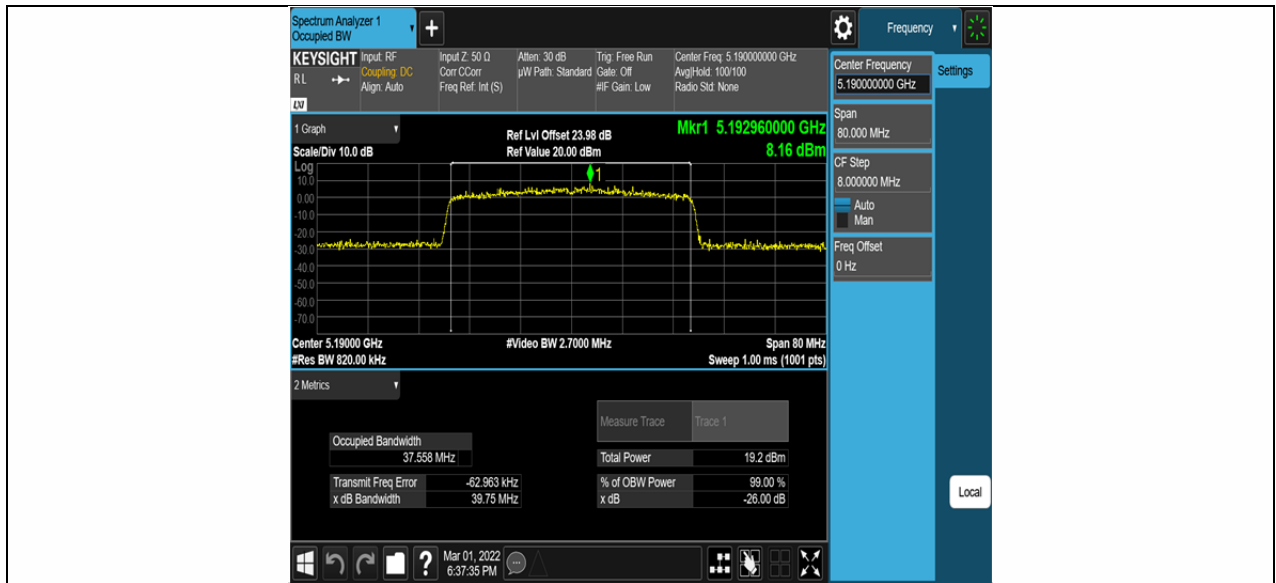 Spectrum Analyzer 1
Occupied BW
+
Frequency
KEYSIGHT
RL
LXI
Input: RF
Coupling: DC
Align: Auto
Input Z: 50 Ω
Corr CCorr
Freq Ref: Int (S)
Atten: 30 dB
µW Path: Standard
Trig: Free Run
Gate: Off
#IF Gain: Low
Center Freq: 5.190000000 GHz
Avg|Hold: 100/100
Radio Std: None
Center Frequency
5.190000000 GHz
Settings
Span
80.000 MHz
CF Step
8.000000 MHz
Auto
Man
Freq Offset
0 Hz
Local
1 Graph
Scale/Div 10.0 dB
Ref Lvl Offset 23.98 dB
Ref Value 20.00 dBm
Mkr1 5.192960000 GHz
8.16 dBm
Log
10.0
0.00
-10.0
-20.0
-30.0
-40.0
-50.0
-60.0
-70.0
1
Center 5.19000 GHz
#Res BW 820.00 kHz
#Video BW 2.7000 MHz
Span 80 MHz
Sweep 1.00 ms (1001 pts)
2 Metrics
Measure Trace Trace 1
Occupied Bandwidth
37.558 MHz
Total Power 19.2 dBm
Transmit Freq Error -62.963 kHz
% of OBW Power 99.00 %
x dB Bandwidth 39.75 MHz
x dB -26.00 dB
?
Mar 01, 2022
6:37:35 PM